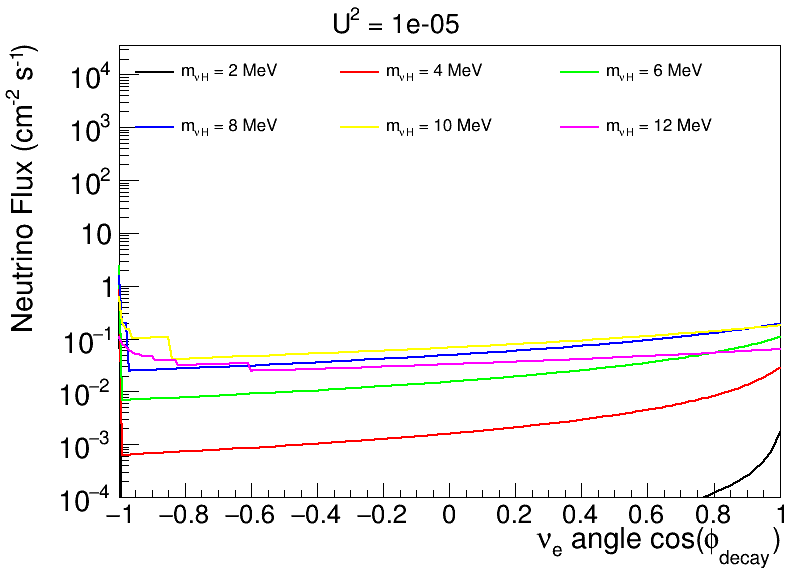 U² = 1e-05
Neutrino Flux (cm⁻² s⁻¹)
10⁴
10³
10²
10
1
10⁻¹
10⁻²
10⁻³
10⁻⁴
m_νH = 2 MeV
m_νH = 4 MeV
m_νH = 6 MeV
m_νH = 8 MeV
m_νH = 10 MeV
m_νH = 12 MeV
−1 −0.8 −0.6 −0.4 −0.2 0 0.2 0.4 0.6 0.8 1
ν_e angle cos(ϕ_decay)